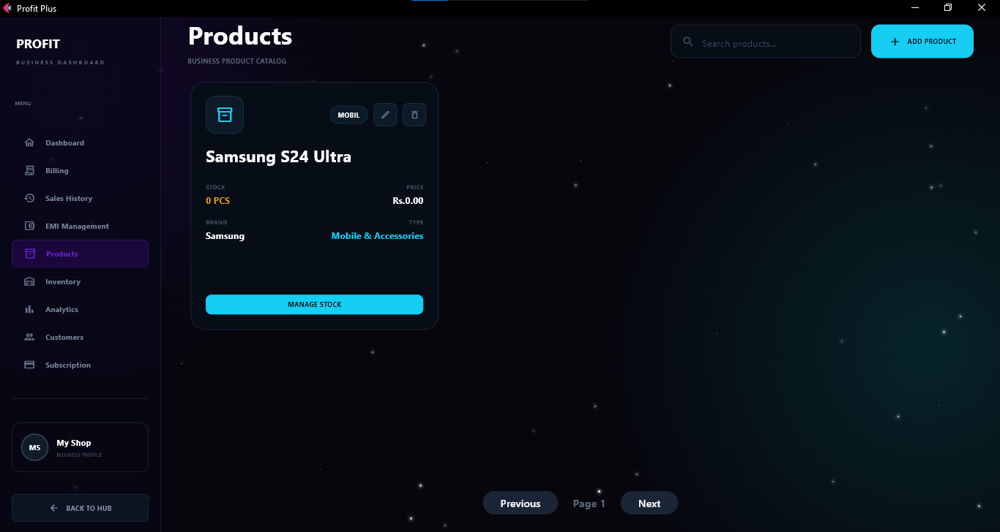 Profit Plus
PROFIT
BUSINESS DASHBOARD
MENU
Dashboard
Billing
Sales History
EMI Management
Products
Inventory
Analytics
Customers
Subscription
MS
My Shop
BUSINESS PROFILE
BACK TO HUB
Products
BUSINESS PRODUCT CATALOG
Search products...
ADD PRODUCT
MOBIL
Samsung S24 Ultra
STOCK PRICE
0 PCS Rs.0.00
BRAND TYPE
Samsung Mobile & Accessories
MANAGE STOCK
Previous Page 1 Next